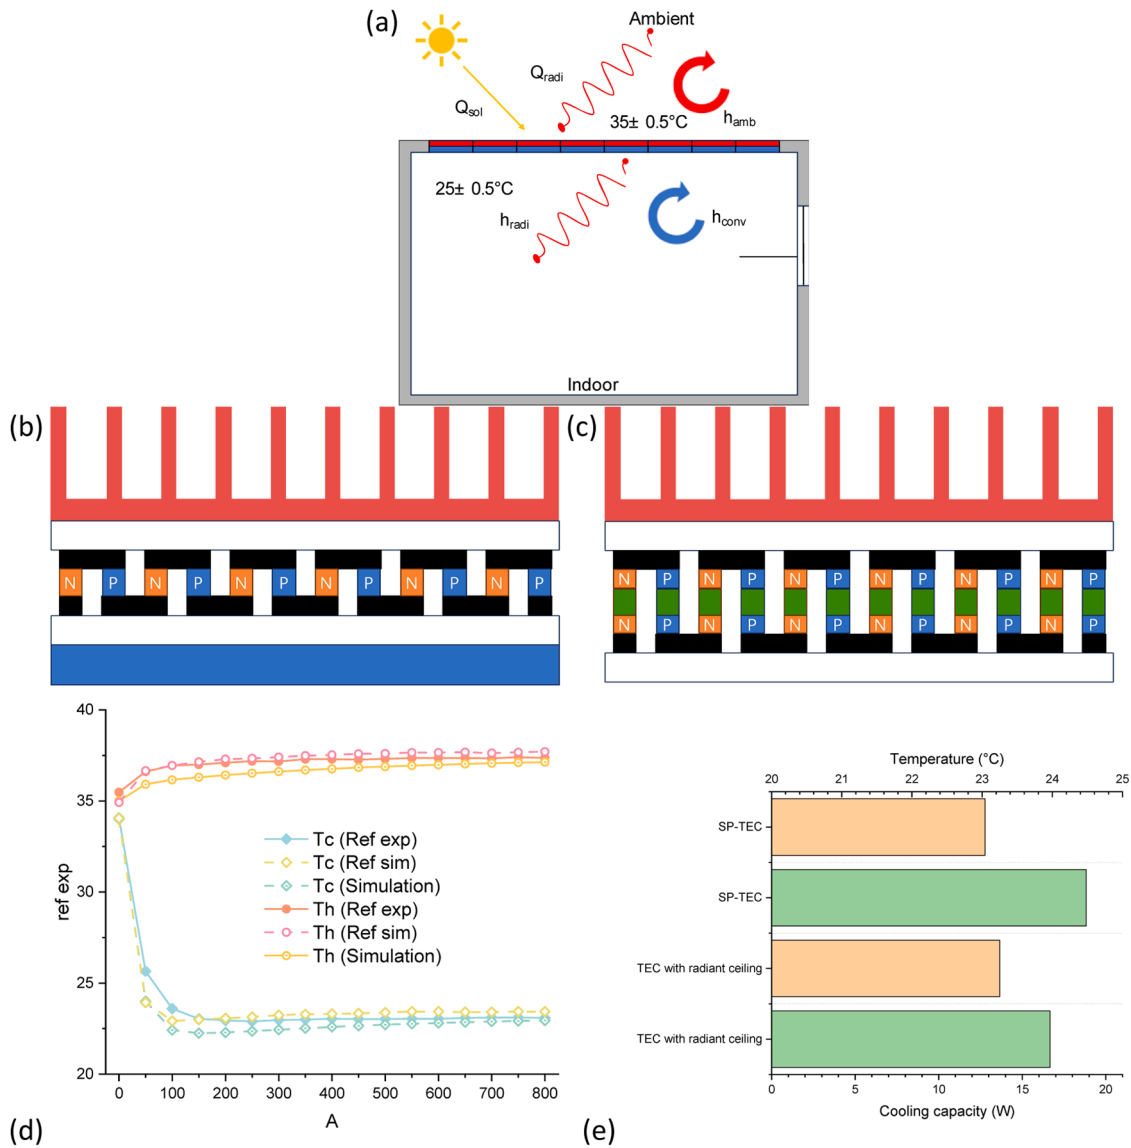 (a)
Ambient
Qradi
Qsol
hamb
35± 0.5°C
25± 0.5°C
hradi
hconv
Indoor
(b)
N P N P N P N P N P N P
(c)
N P N P N P N P N P N P
N P N P N P N P N P N P
40
35
30
25
20
ref exp
Tc (Ref exp)
Tc (Ref sim)
Tc (Simulation)
Th (Ref exp)
Th (Ref sim)
Th (Simulation)
0 100 200 300 400 500 600 700 800
A
(d)
Temperature (°C)
20 21 22 23 24 25
SP-TEC
SP-TEC
TEC with radiant ceiling
TEC with radiant ceiling
0 5 10 15 20
Cooling capacity (W)
(e)